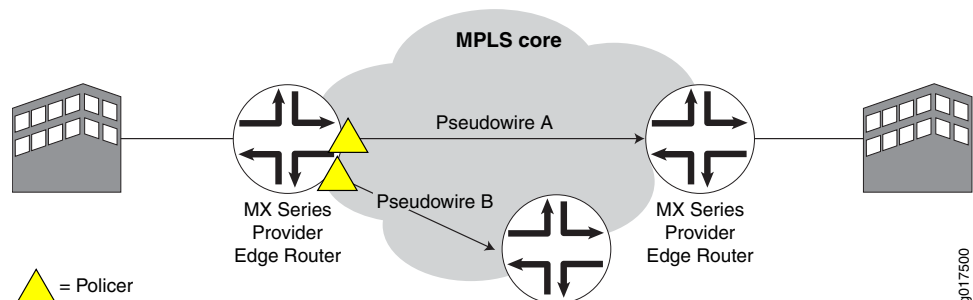 MPLS core
Pseudowire A
Pseudowire B
MX Series
Provider
Edge Router
MX Series
Provider
Edge Router
= Policer
g017500